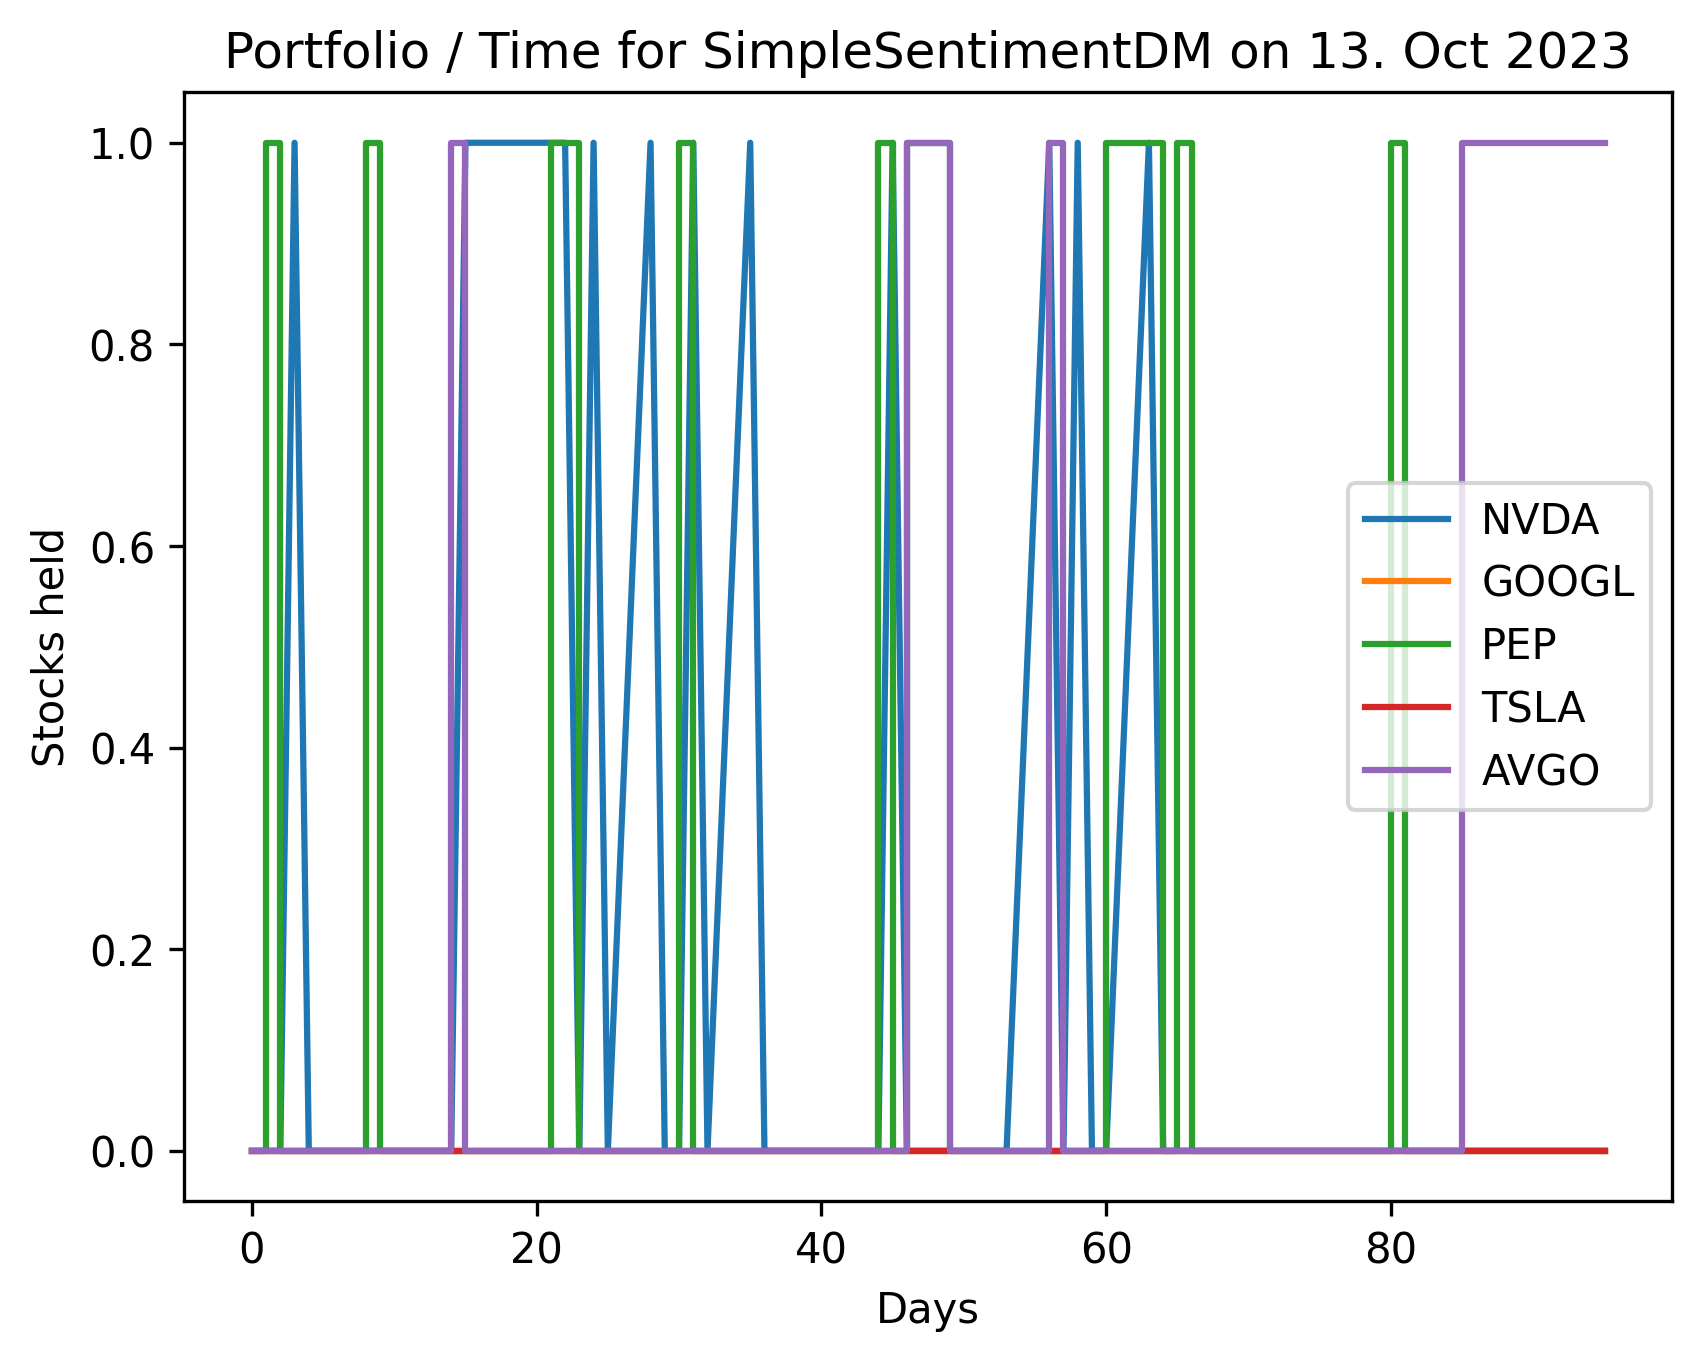 Portfolio / Time for SimpleSentimentDM on 13. Oct 2023
1.0
0.8
0.6
0.4
0.2
0.0
Stocks held
NVDA
GOOGL
PEP
TSLA
AVGO
0 20 40 60 80
Days